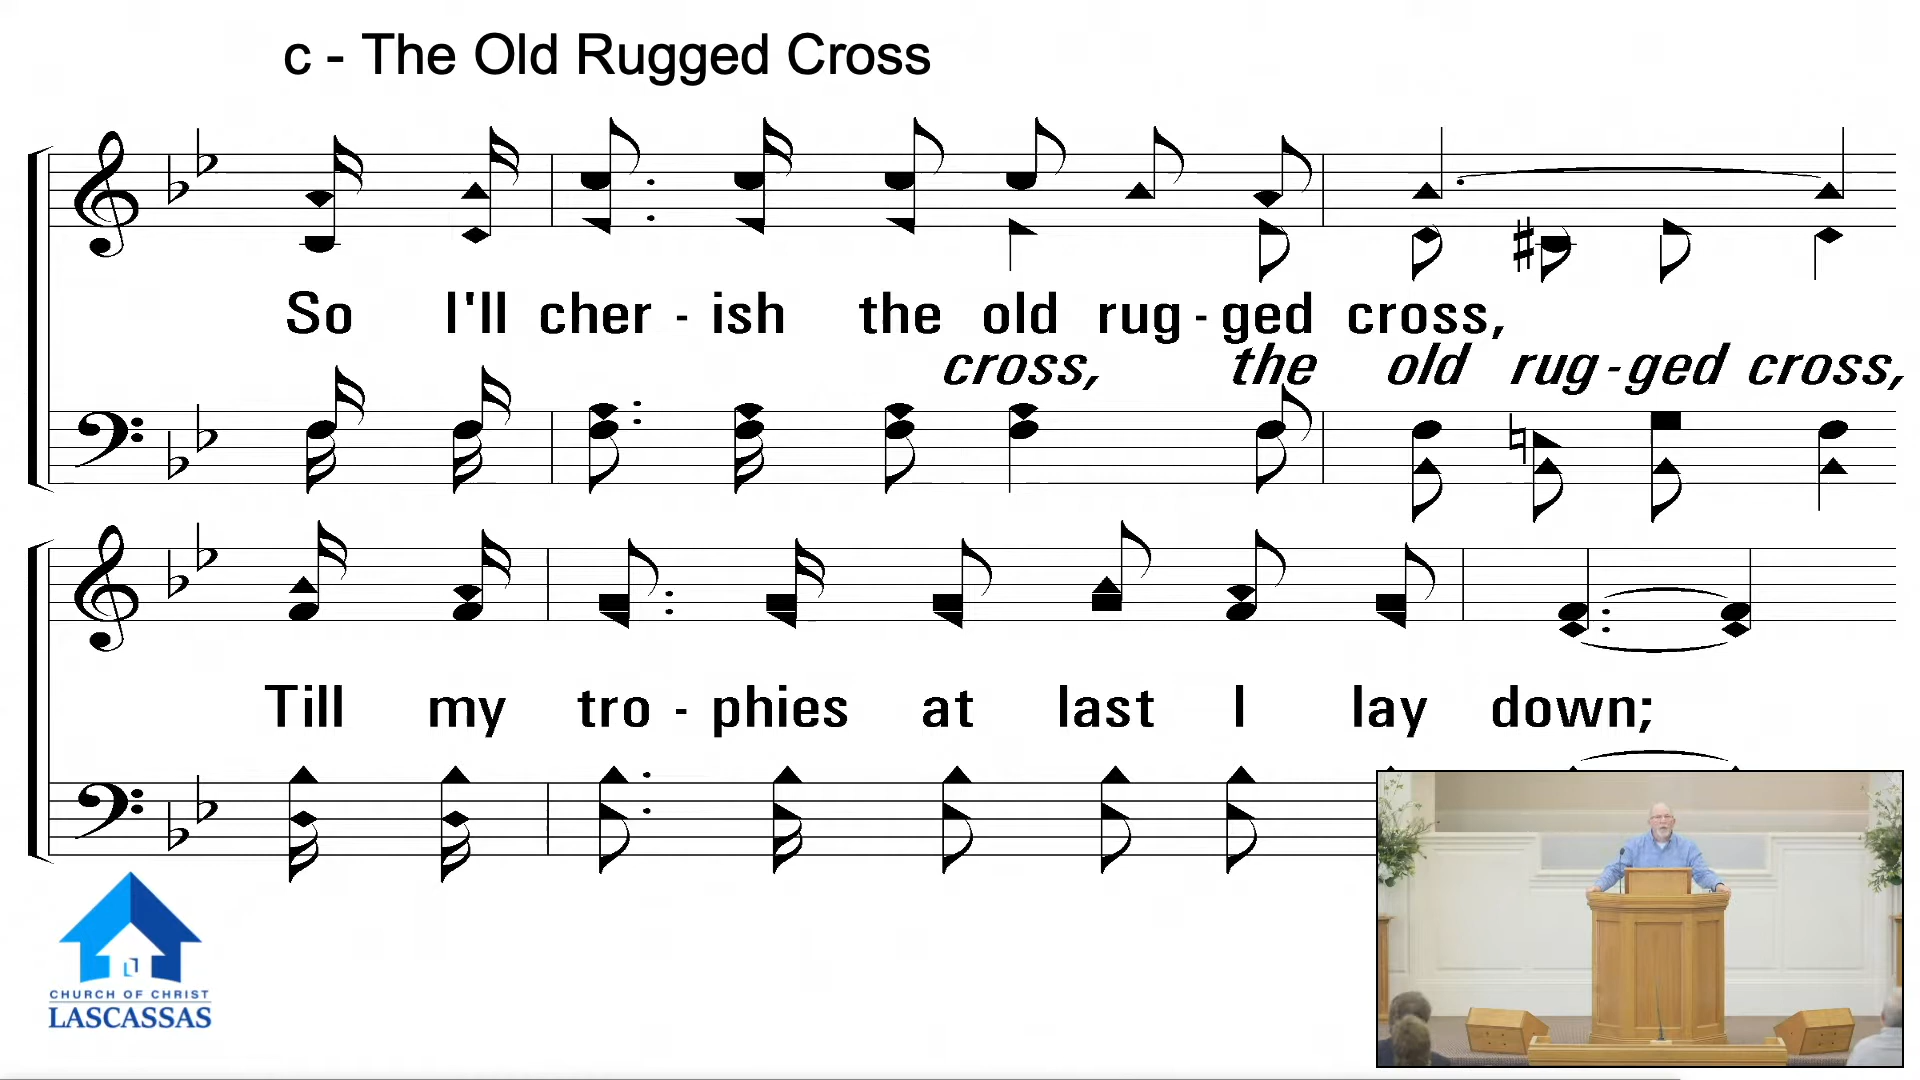 c - The Old Rugged Cross
So I'll cher - ish the old rug - ged cross,
cross, the old rug - ged cross,
Till my tro - phies at last I lay down;
CHURCH OF CHRIST
LASCASSAS